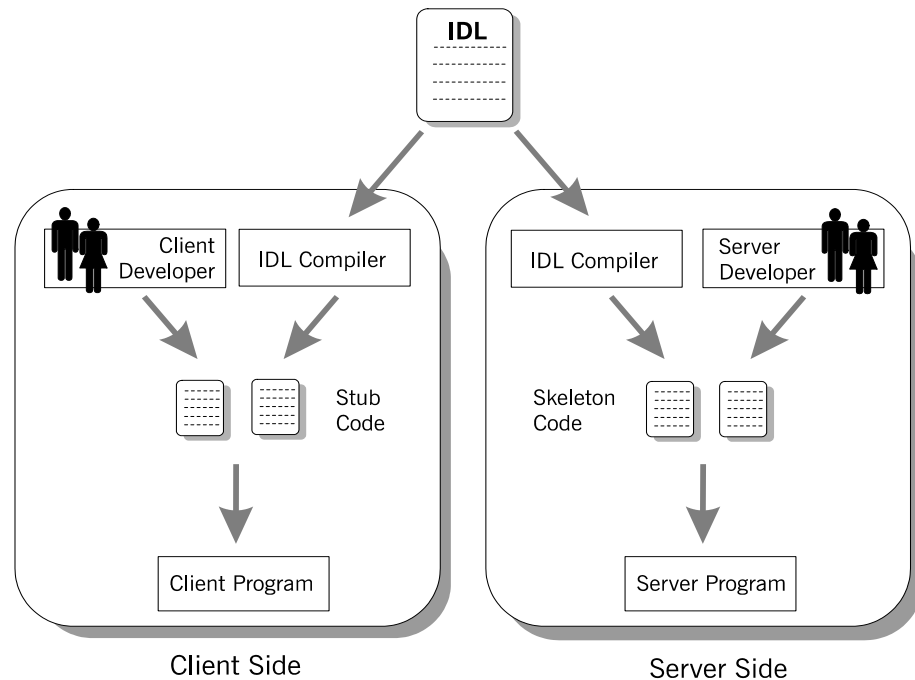 IDL
Client
Developer
IDL Compiler
Stub
Code
Client Program
Client Side
IDL Compiler
Server
Developer
Skeleton
Code
Server Program
Server Side